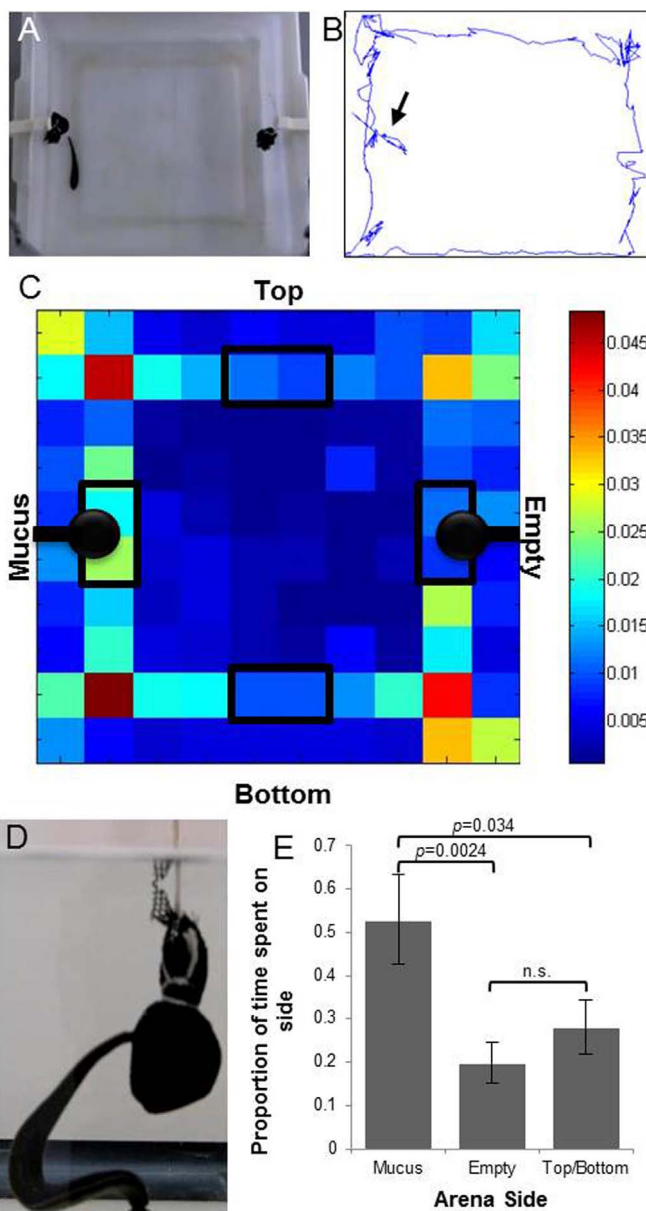 A
B
C
Top
Mucus
Empty
Bottom
0.045
0.04
0.035
0.03
0.025
0.02
0.015
0.01
0.005
D
E
p=0.034
p=0.0024
n.s.
Proportion of time spent on side
0.7
0.6
0.5
0.4
0.3
0.2
0.1
0
Mucus Empty Top/Bottom
Arena Side